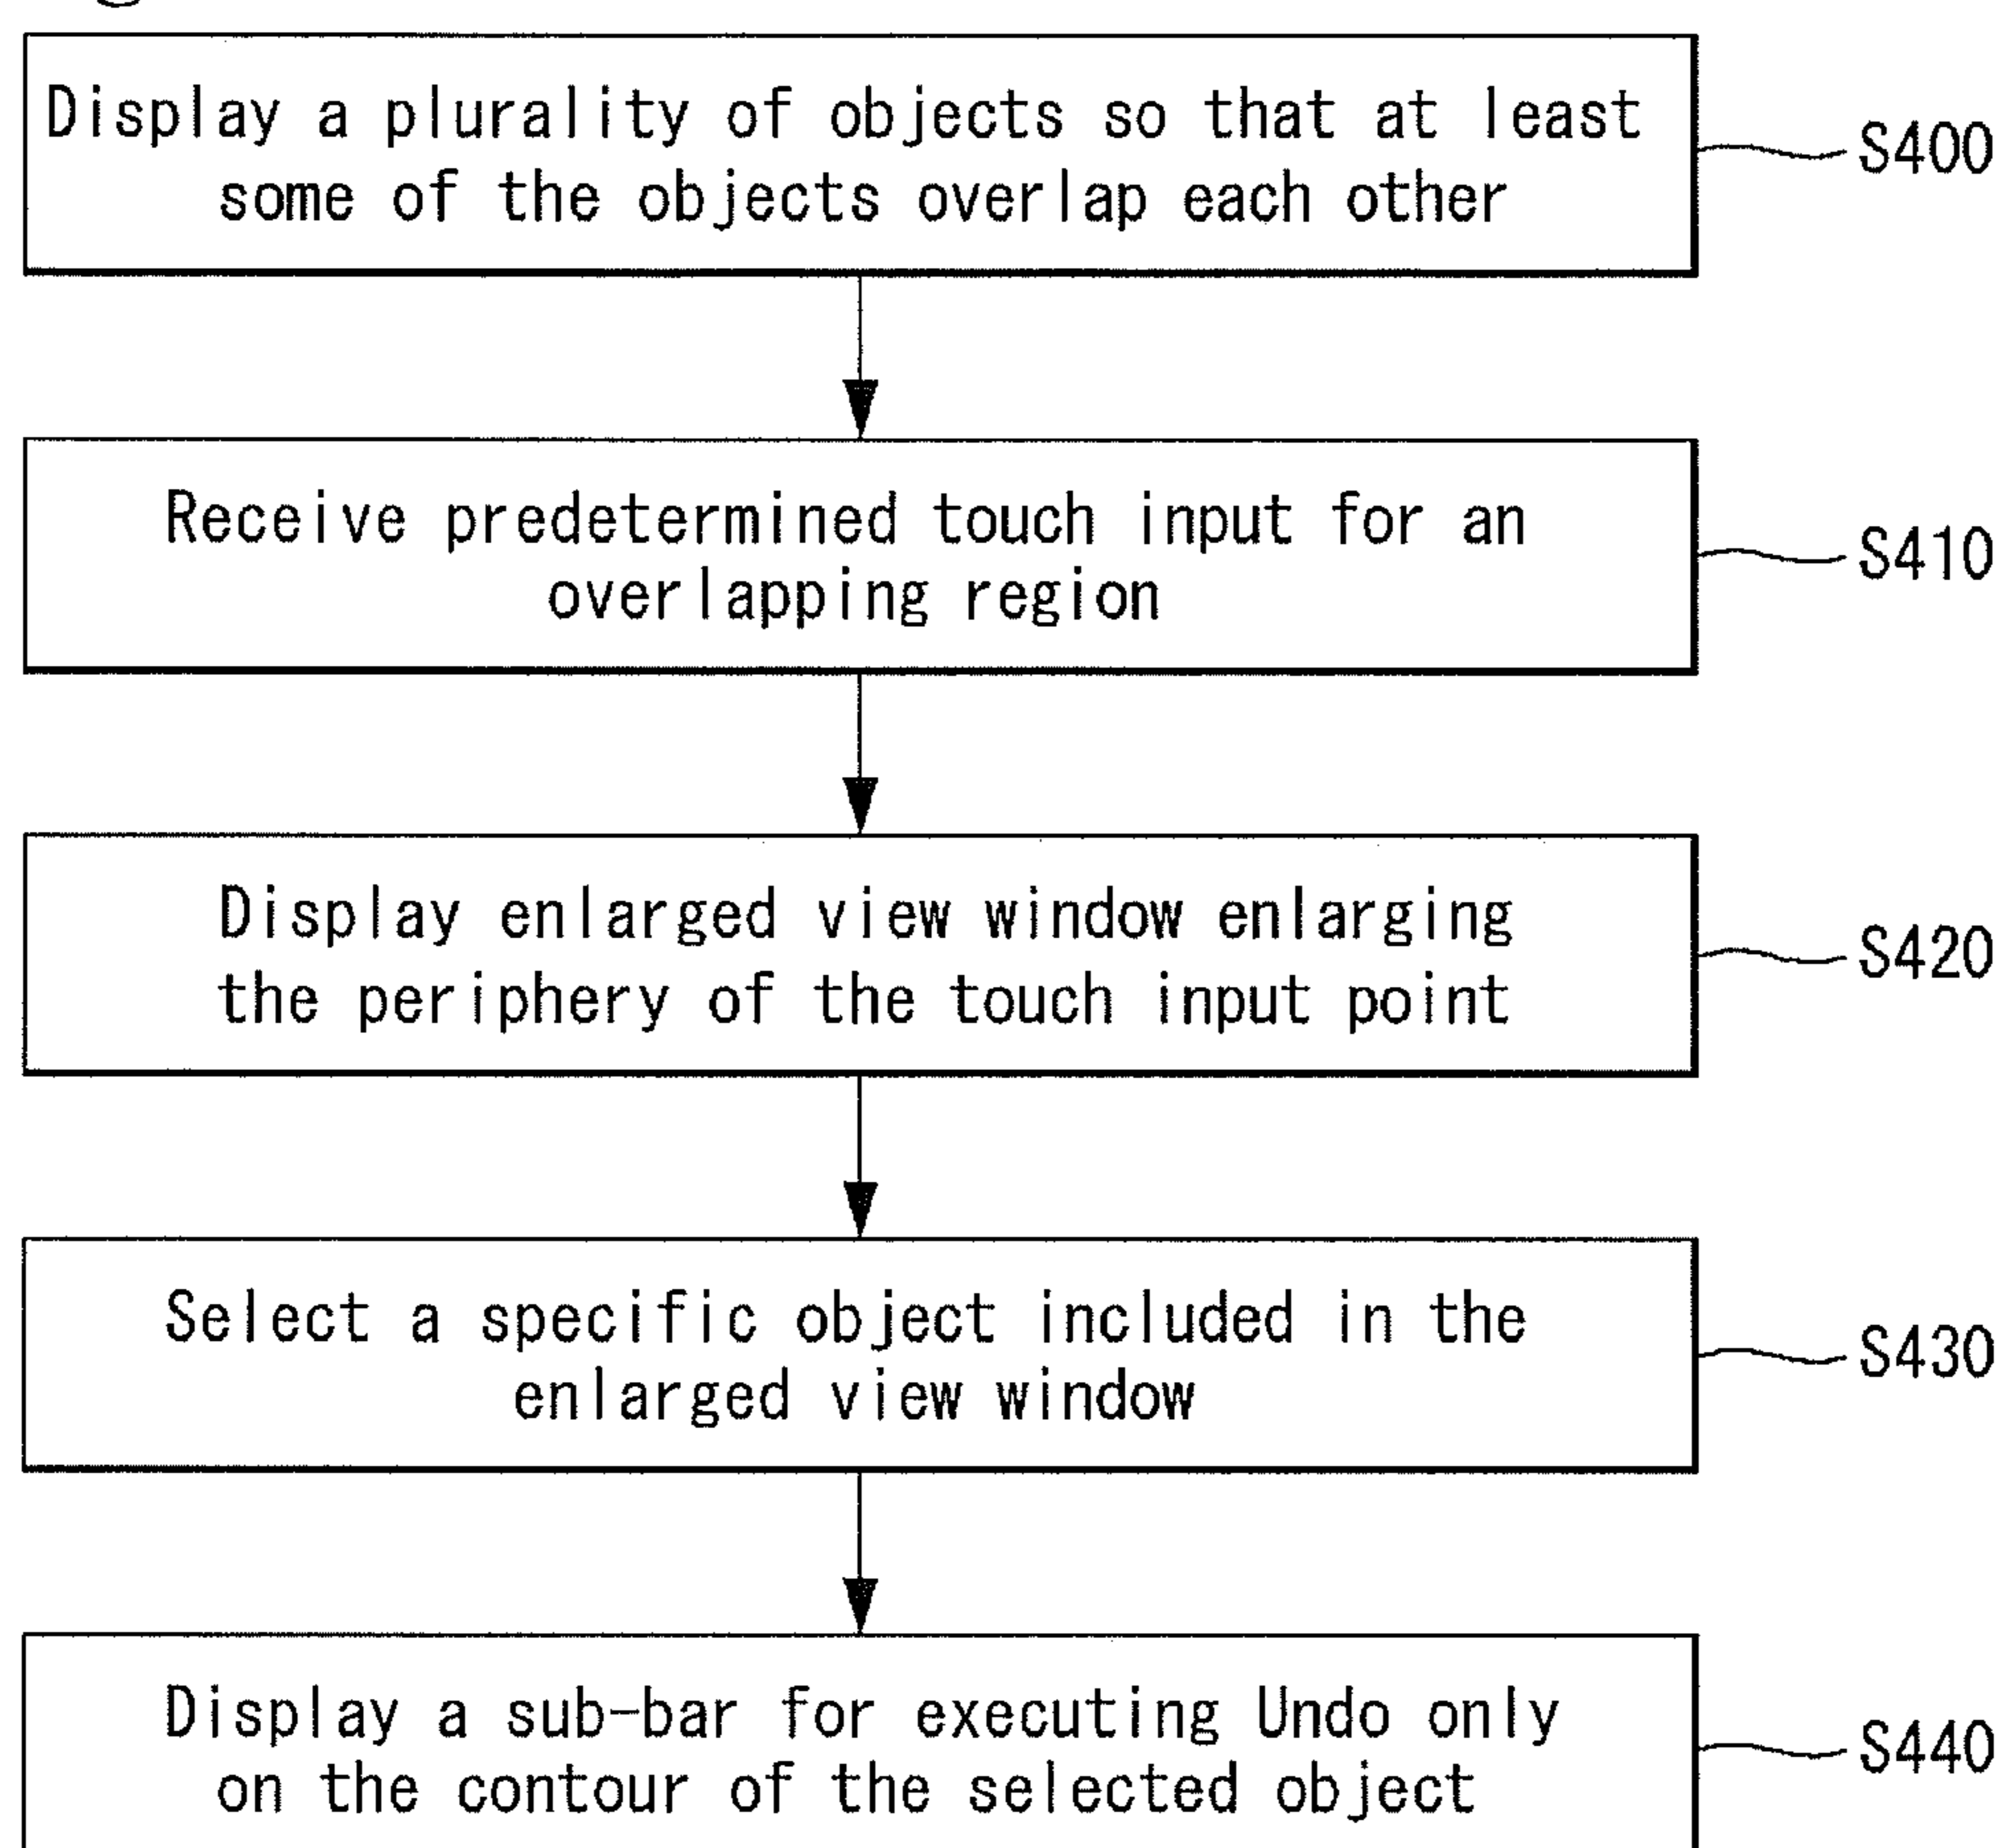 Display a plurality of objects so that at least
some of the objects overlap each other
S400
Receive predetermined touch input for an
overlapping region
S410
Display enlarged view window enlarging
the periphery of the touch input point
S420
Select a specific object included in the
enlarged view window
S430
Display a sub-bar for executing Undo only
on the contour of the selected object
S440